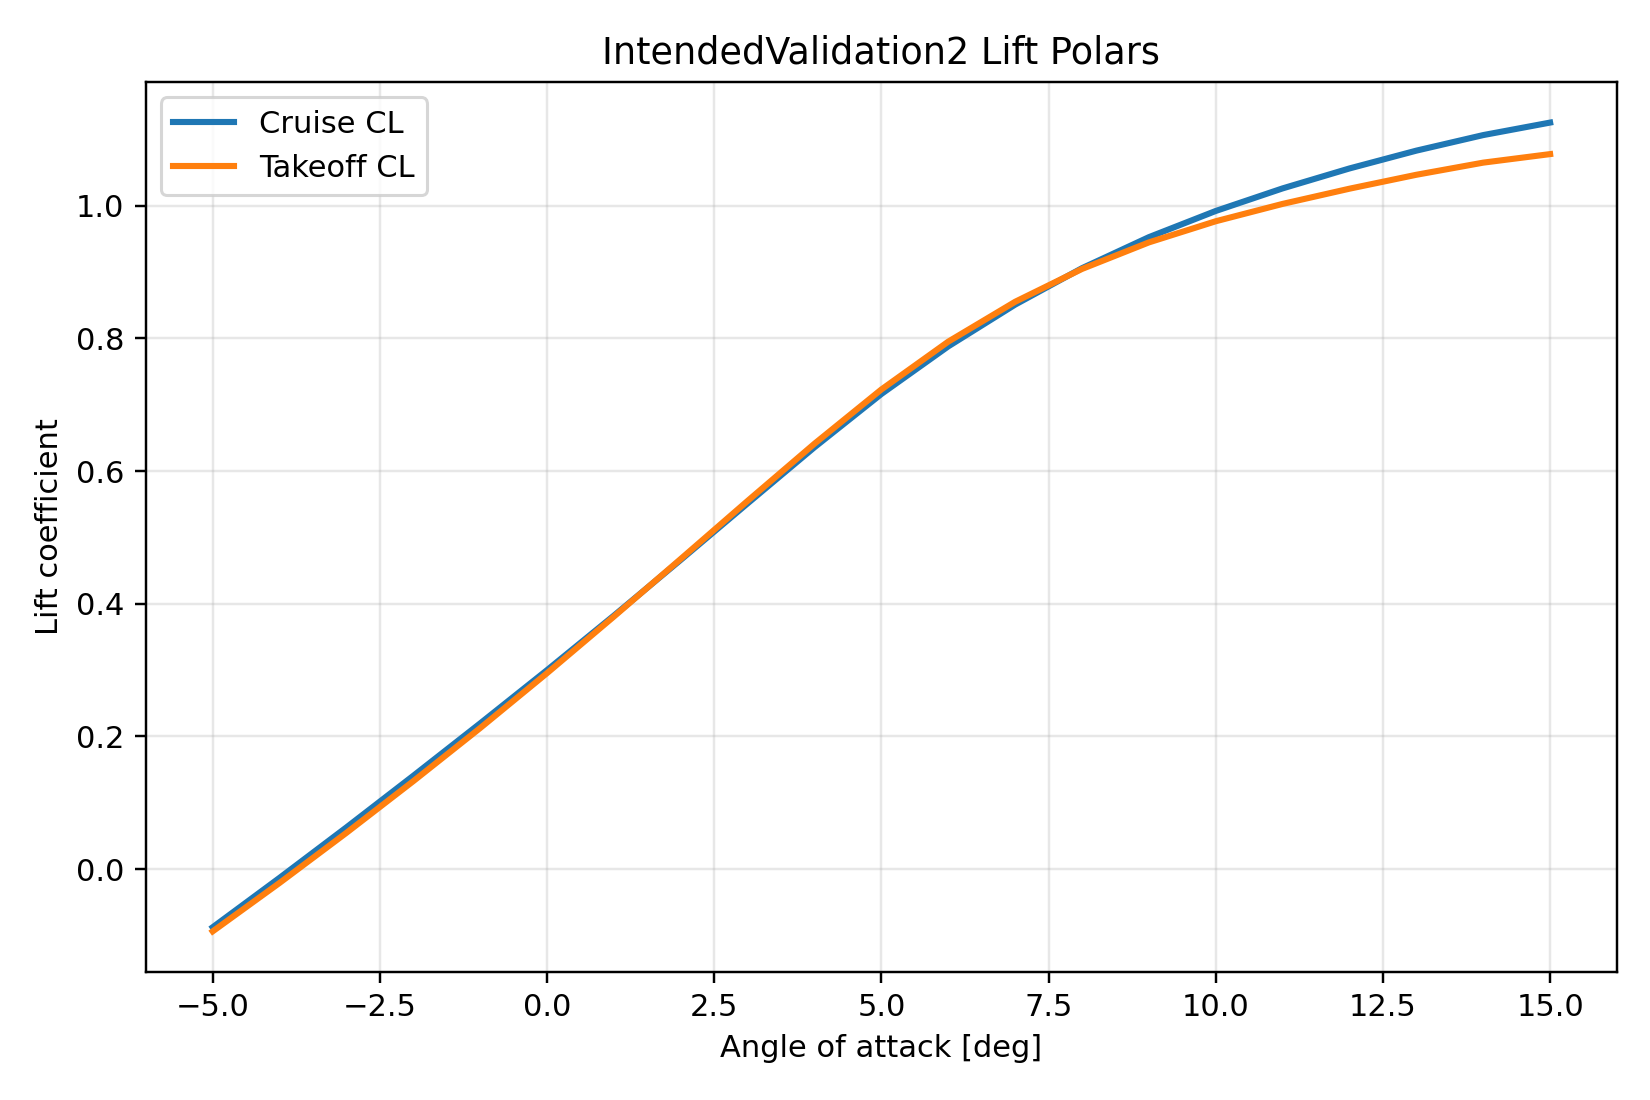 IntendedValidation2 Lift Polars
Cruise CL
Takeoff CL
1.0
0.8
0.6
0.4
0.2
0.0
Lift coefficient
−5.0 −2.5 0.0 2.5 5.0 7.5 10.0 12.5 15.0
Angle of attack [deg]